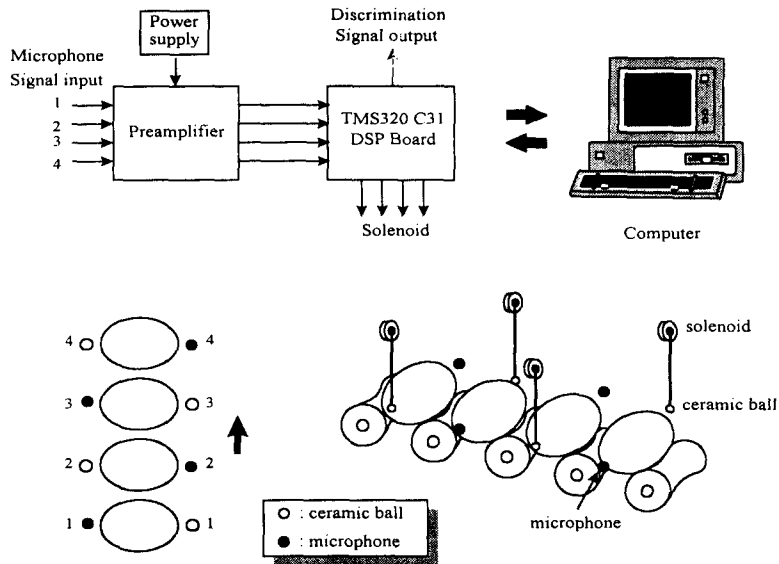 Power
supply
Discrimination
Signal output
Microphone
Signal input
1
2
3
4
Preamplifier
TMS320 C31
DSP Board
Solenoid
Computer
4 4
3 3
2 2
1 1
solenoid
ceramic ball
microphone
: ceramic ball
: microphone